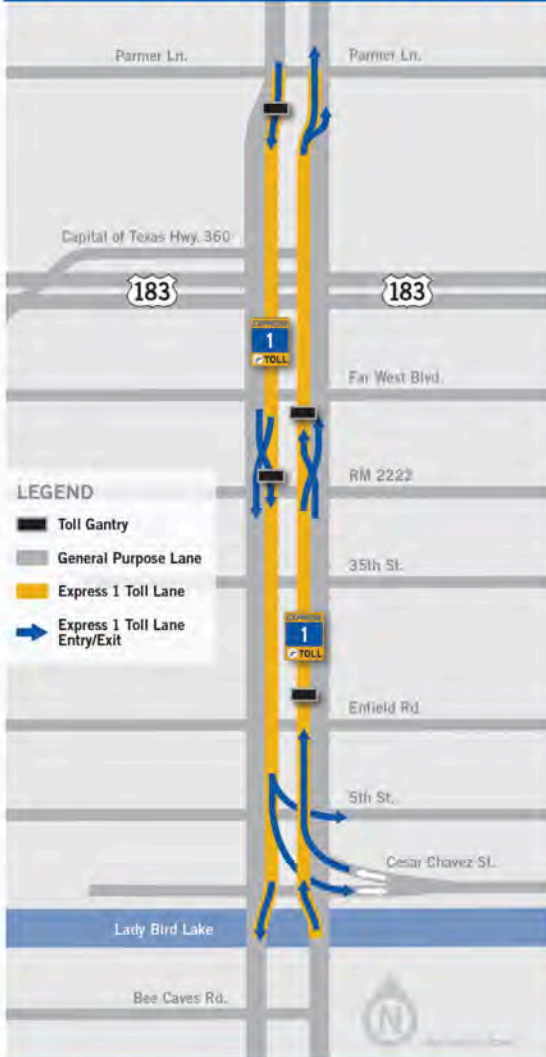 Parmer Ln.
Parmer Ln.
Capital of Texas Hwy. 360
183
183
EXPRESS
1
TOLL
Far West Blvd.
RM 2222
LEGEND
Toll Gantry
General Purpose Lane
Express 1 Toll Lane
Express 1 Toll Lane
Entry/Exit
35th St.
EXPRESS
1
TOLL
Enfield Rd.
5th St.
Cesar Chavez St.
Lady Bird Lake
Bee Caves Rd.
N